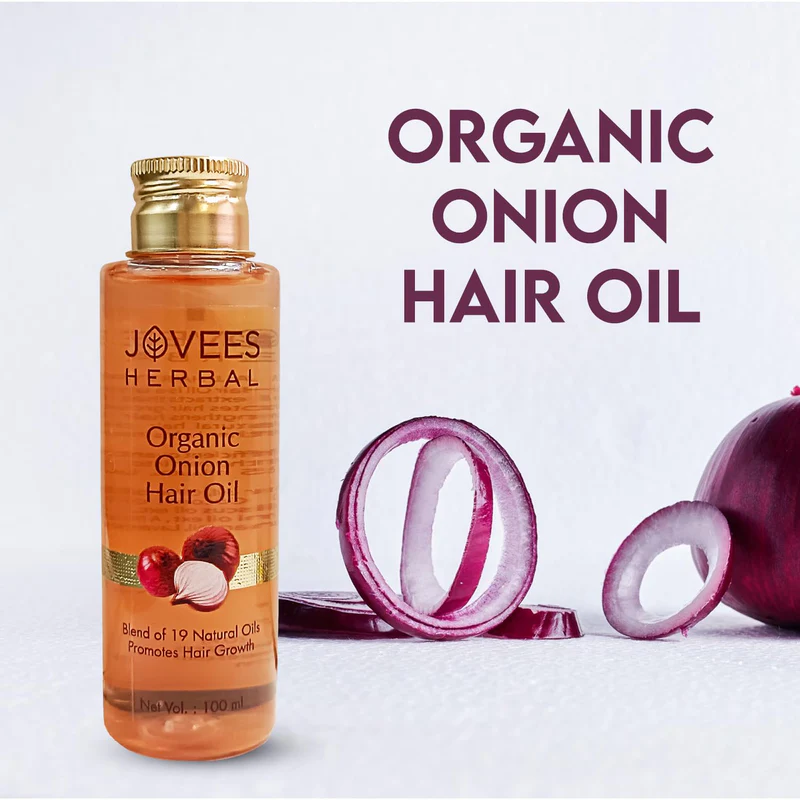 ORGANIC
ONION
HAIR OIL
JOVEES
HERBAL
Organic
Onion
Hair Oil
Blend of 19 Natural Oils
Promotes Hair Growth
Net Vol. : 100 ml